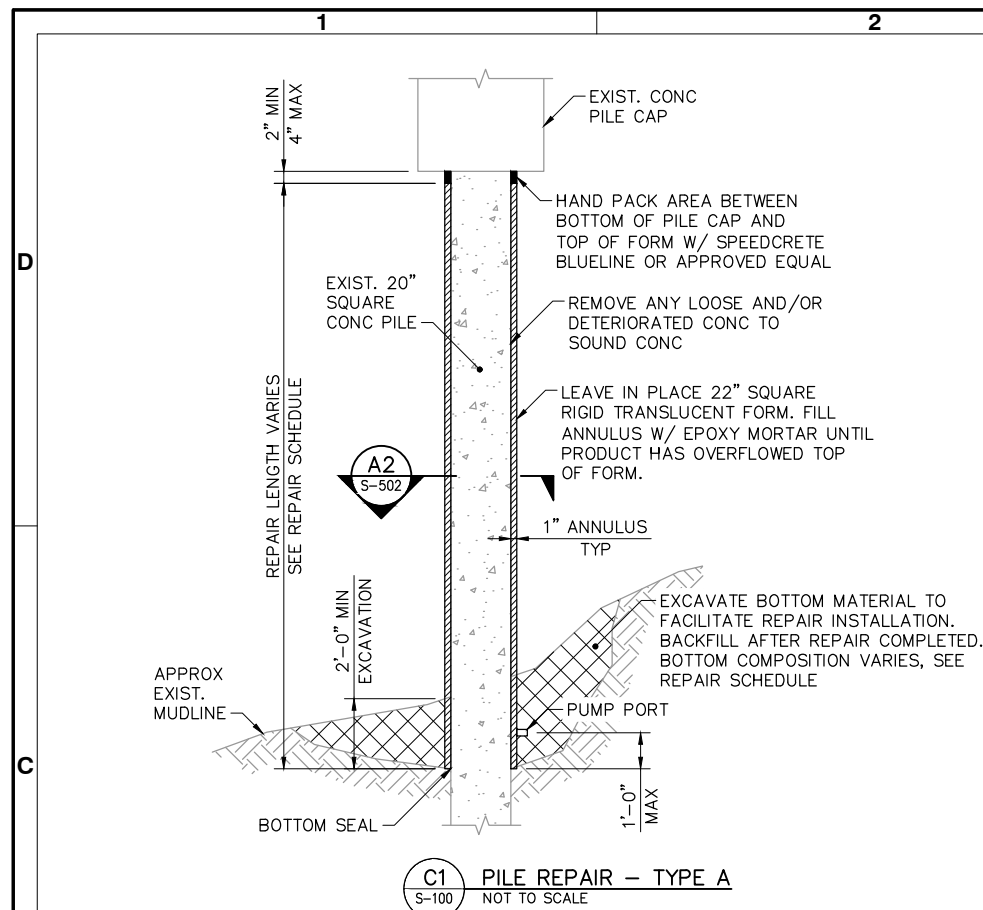 1
2
D
C
2" MIN
4" MAX
EXIST. CONC
PILE CAP
HAND PACK AREA BETWEEN
BOTTOM OF PILE CAP AND
TOP OF FORM W/ SPEEDCRETE
BLUELINE OR APPROVED EQUAL
EXIST. 20"
SQUARE
CONC PILE
REMOVE ANY LOOSE AND/OR
DETERIORATED CONC TO
SOUND CONC
REPAIR LENGTH VARIES
SEE REPAIR SCHEDULE
LEAVE IN PLACE 22" SQUARE
RIGID TRANSLUCENT FORM. FILL
ANNULUS W/ EPOXY MORTAR UNTIL
PRODUCT HAS OVERFLOWED TOP
OF FORM.
A2
S-502
1" ANNULUS
TYP
2'-0" MIN
EXCAVATION
EXCAVATE BOTTOM MATERIAL TO
FACILITATE REPAIR INSTALLATION.
BACKFILL AFTER REPAIR COMPLETED.
BOTTOM COMPOSITION VARIES, SEE
REPAIR SCHEDULE
APPROX
EXIST.
MUDLINE
PUMP PORT
1'-0"
MAX
BOTTOM SEAL
C1
S-100
PILE REPAIR - TYPE A
NOT TO SCALE